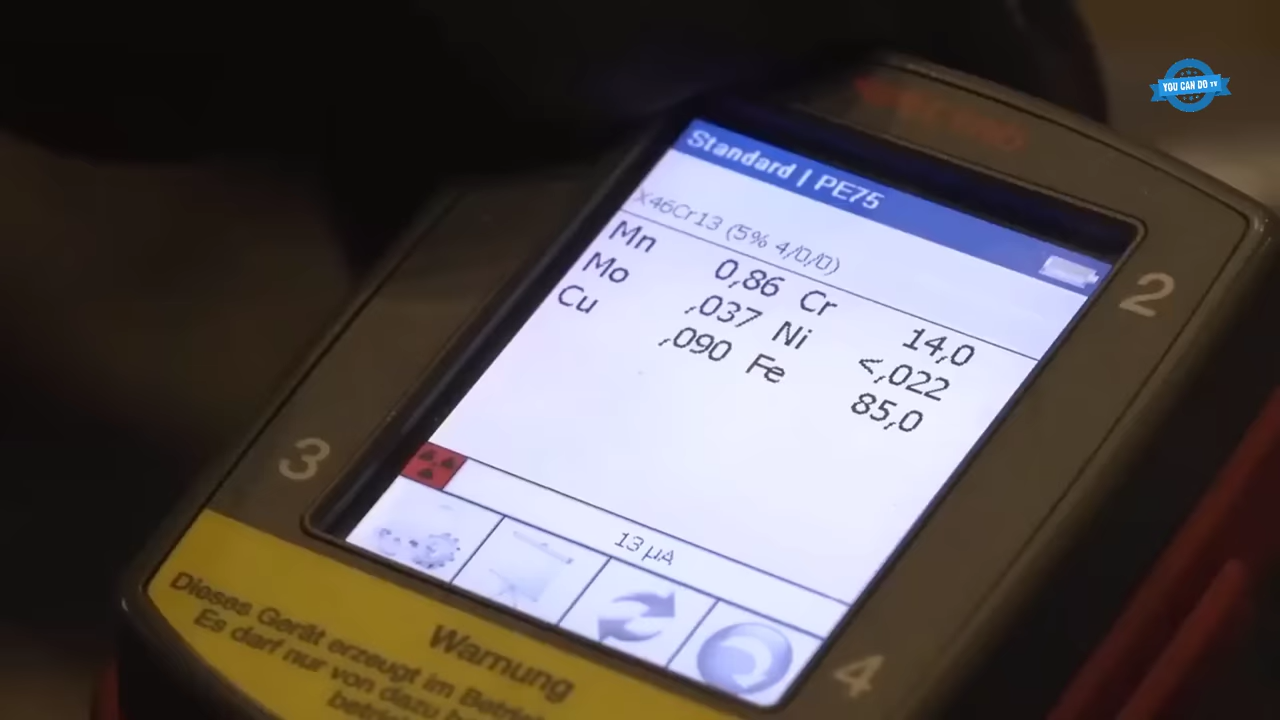 YOU CAN DO TV
Standard | PE75
X46Cr13 (5% 4/0/0)
Mn 0,86 Cr 14,0
Mo ,037 Ni <,022
Cu ,090 Fe 85,0
13 µA
2
3
4
Warnung
Dieses Gerät erzeugt im
Es darf nur von dazu